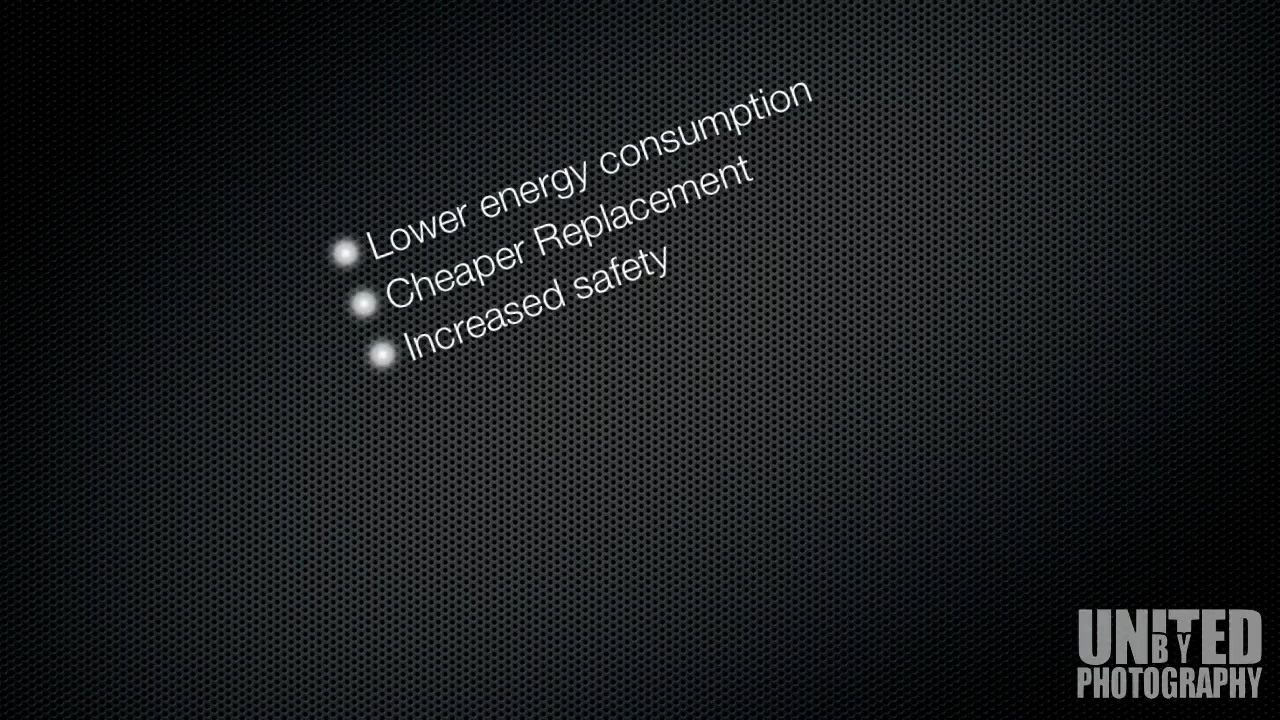 Lower energy consumption
Cheaper Replacement
Increased safety
UNITED
BY
PHOTOGRAPHY